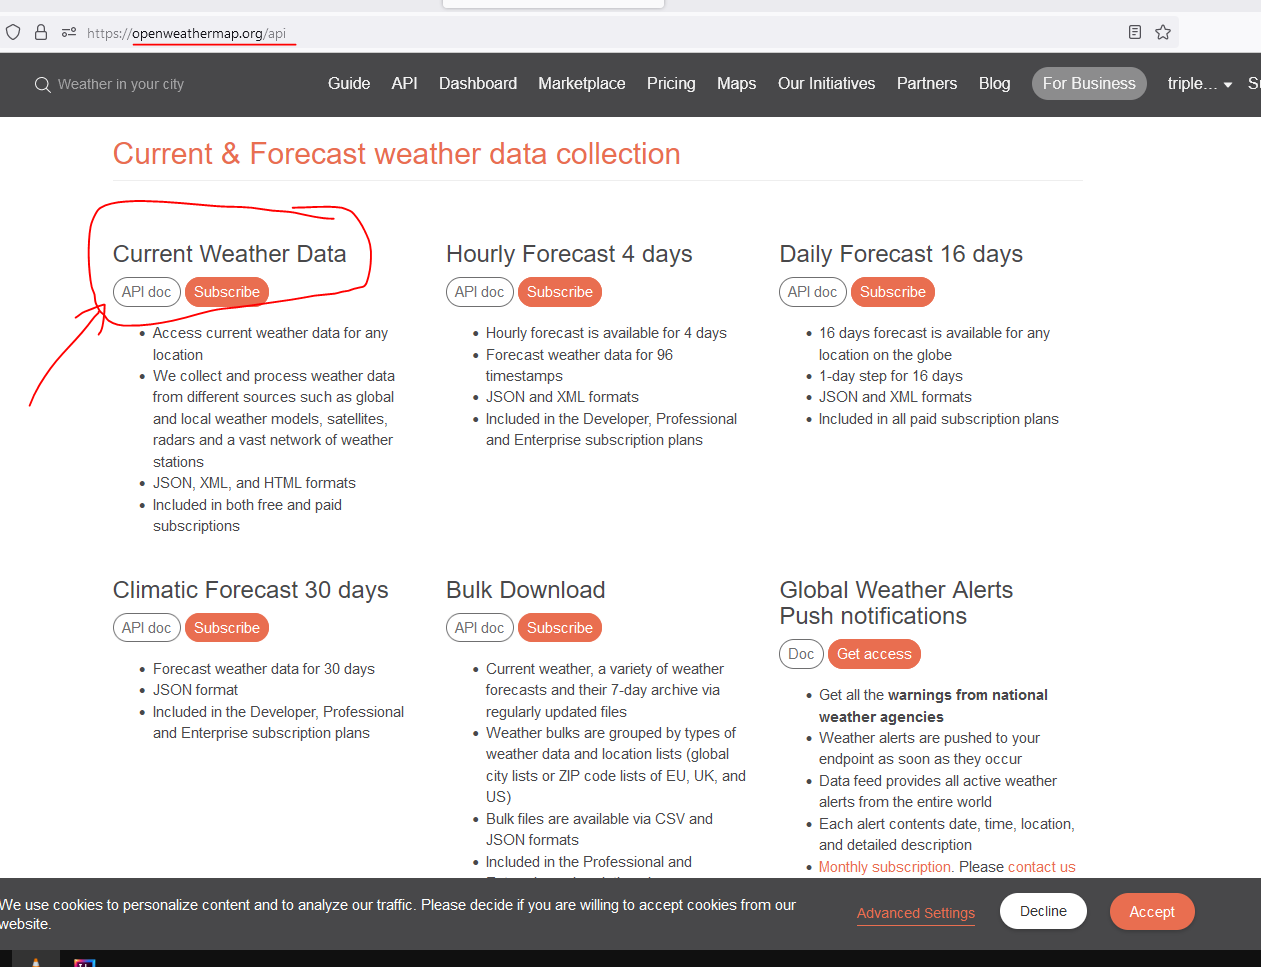 https://openweathermap.org/api
Weather in your city
Guide API Dashboard Marketplace Pricing Maps Our Initiatives Partners Blog For Business triple...
Current & Forecast weather data collection
Current Weather Data
API doc Subscribe
Access current weather data for any
location
We collect and process weather data
from different sources such as global
and local weather models, satellites,
radars and a vast network of weather
stations
JSON, XML, and HTML formats
Included in both free and paid
subscriptions
Hourly Forecast 4 days
API doc Subscribe
Hourly forecast is available for 4 days
Forecast weather data for 96
timestamps
JSON and XML formats
Included in the Developer, Professional
and Enterprise subscription plans
Daily Forecast 16 days
API doc Subscribe
16 days forecast is available for any
location on the globe
1-day step for 16 days
JSON and XML formats
Included in all paid subscription plans
Climatic Forecast 30 days
API doc Subscribe
Forecast weather data for 30 days
JSON format
Included in the Developer, Professional
and Enterprise subscription plans
Bulk Download
API doc Subscribe
Current weather, a variety of weather
forecasts and their 7-day archive via
regularly updated files
Weather bulks are grouped by types of
weather data and location lists (global
city lists or ZIP code lists of EU, UK, and
US)
Bulk files are available via CSV and
JSON formats
Included in the Professional and
Global Weather Alerts
Push notifications
Doc Get access
Get all the warnings from national
weather agencies
Weather alerts are pushed to your
endpoint as soon as they occur
Data feed provides all active weather
alerts from the entire world
Each alert contents date, time, location,
and detailed description
Monthly subscription. Please contact us
We use cookies to personalize content and to analyze our traffic. Please decide if you are willing to accept cookies from our
website.
Advanced Settings Decline Accept